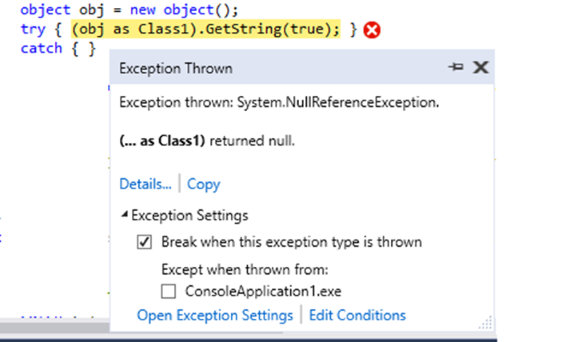 object obj = new object();
try { (obj as Class1).GetString(true); }
catch { }
Exception Thrown
Exception thrown: System.NullReferenceException.
(... as Class1) returned null.
Details... | Copy
Exception Settings
Break when this exception type is thrown
Except when thrown from:
ConsoleApplication1.exe
Open Exception Settings | Edit Conditions